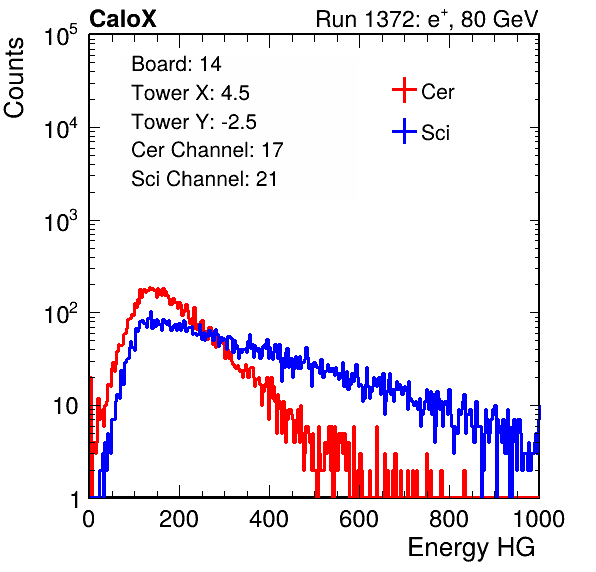 CaloX Run 1372: e⁺, 80 GeV
Counts
Board: 14
Tower X: 4.5
Tower Y: -2.5
Cer Channel: 17
Sci Channel: 21
Cer
Sci
10⁵
10⁴
10³
10²
10
1
0 200 400 600 800 1000
Energy HG